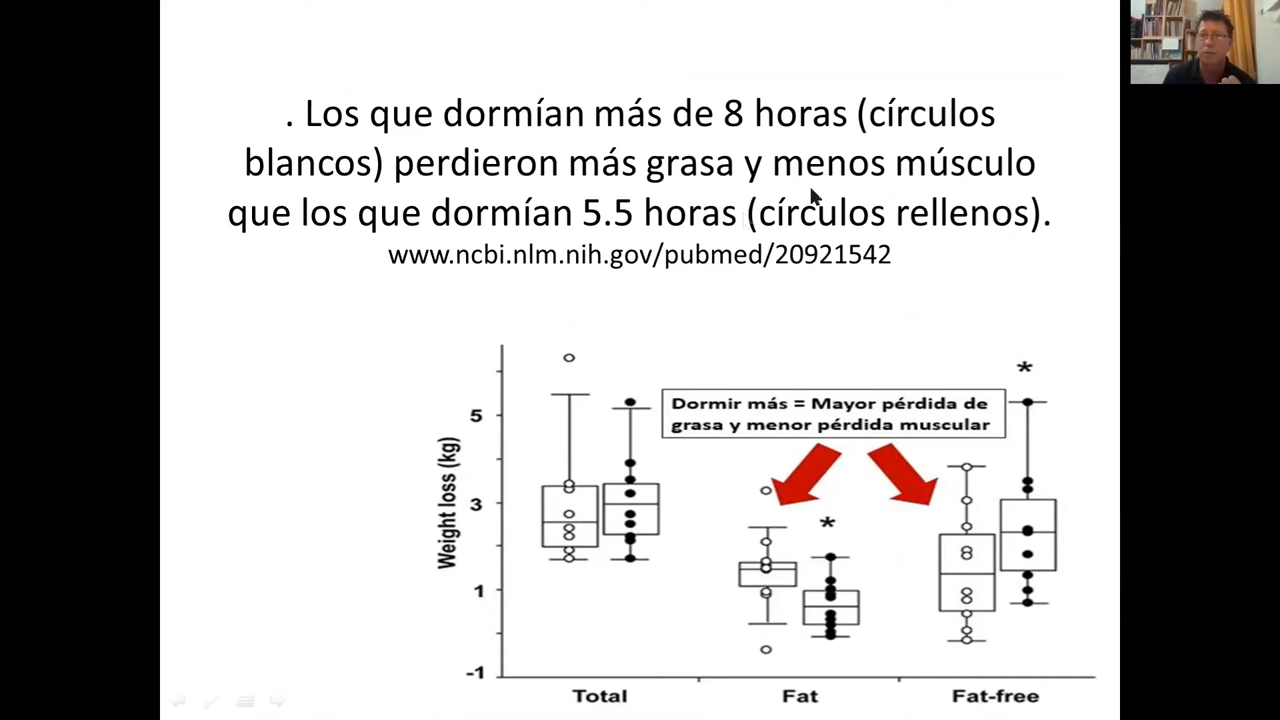 . Los que dormían más de 8 horas (círculos
blancos) perdieron más grasa y menos músculo
que los que dormían 5.5 horas (círculos rellenos).
www.ncbi.nlm.nih.gov/pubmed/20921542
*
Dormir más = Mayor pérdida de
grasa y menor pérdida muscular
5
Weight loss (kg)
3
*
1
-1
Total Fat Fat-free